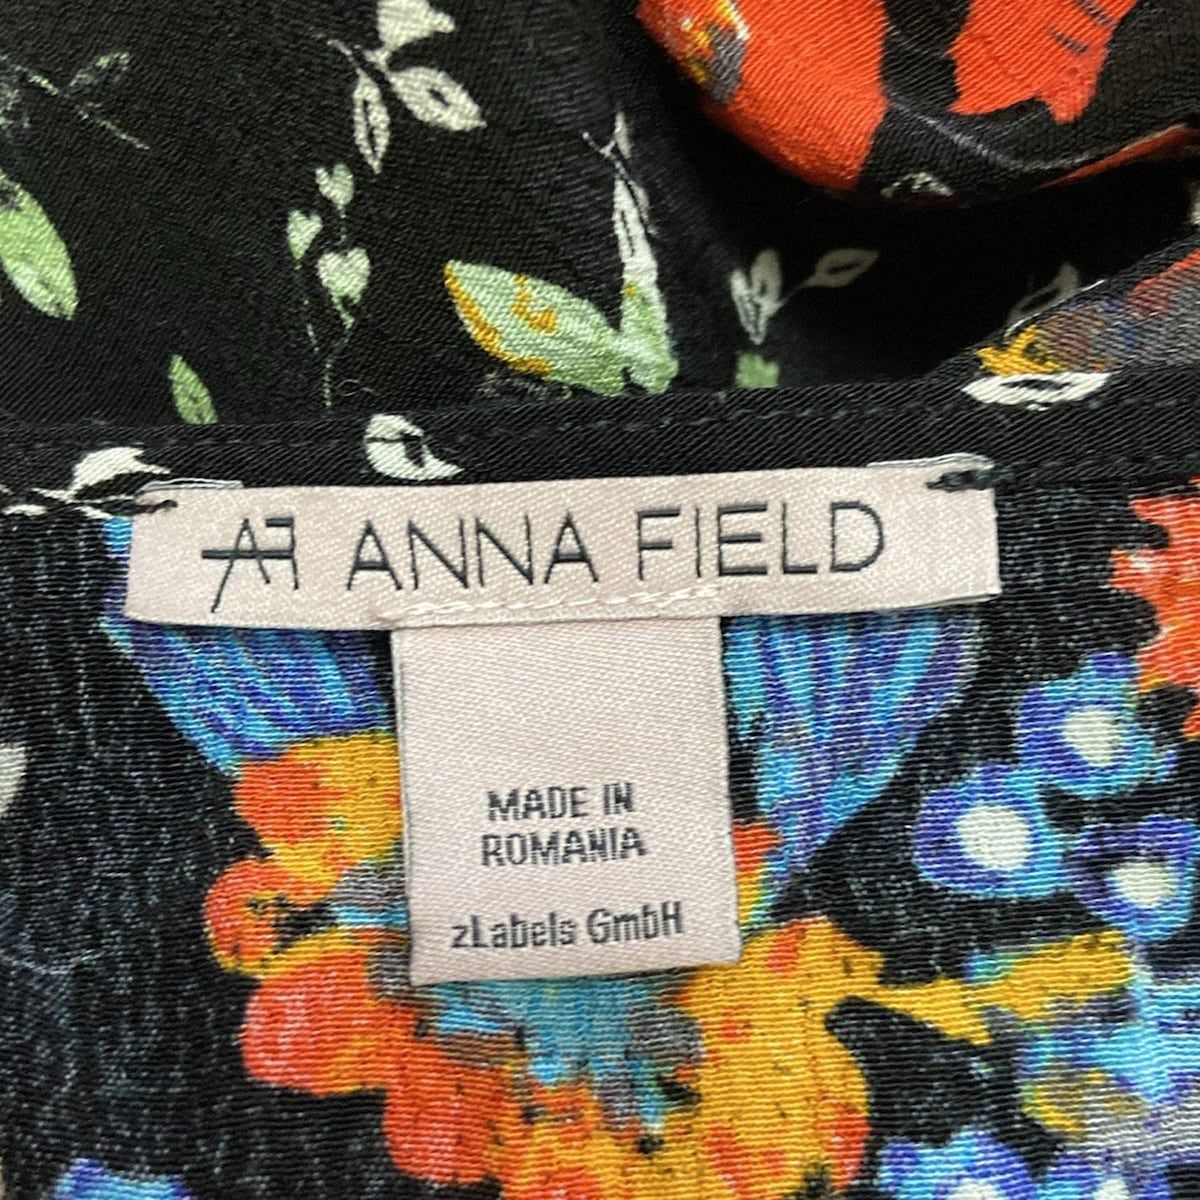 AF ANNA FIELD
MADE IN
ROMANIA
zLabels GmbH